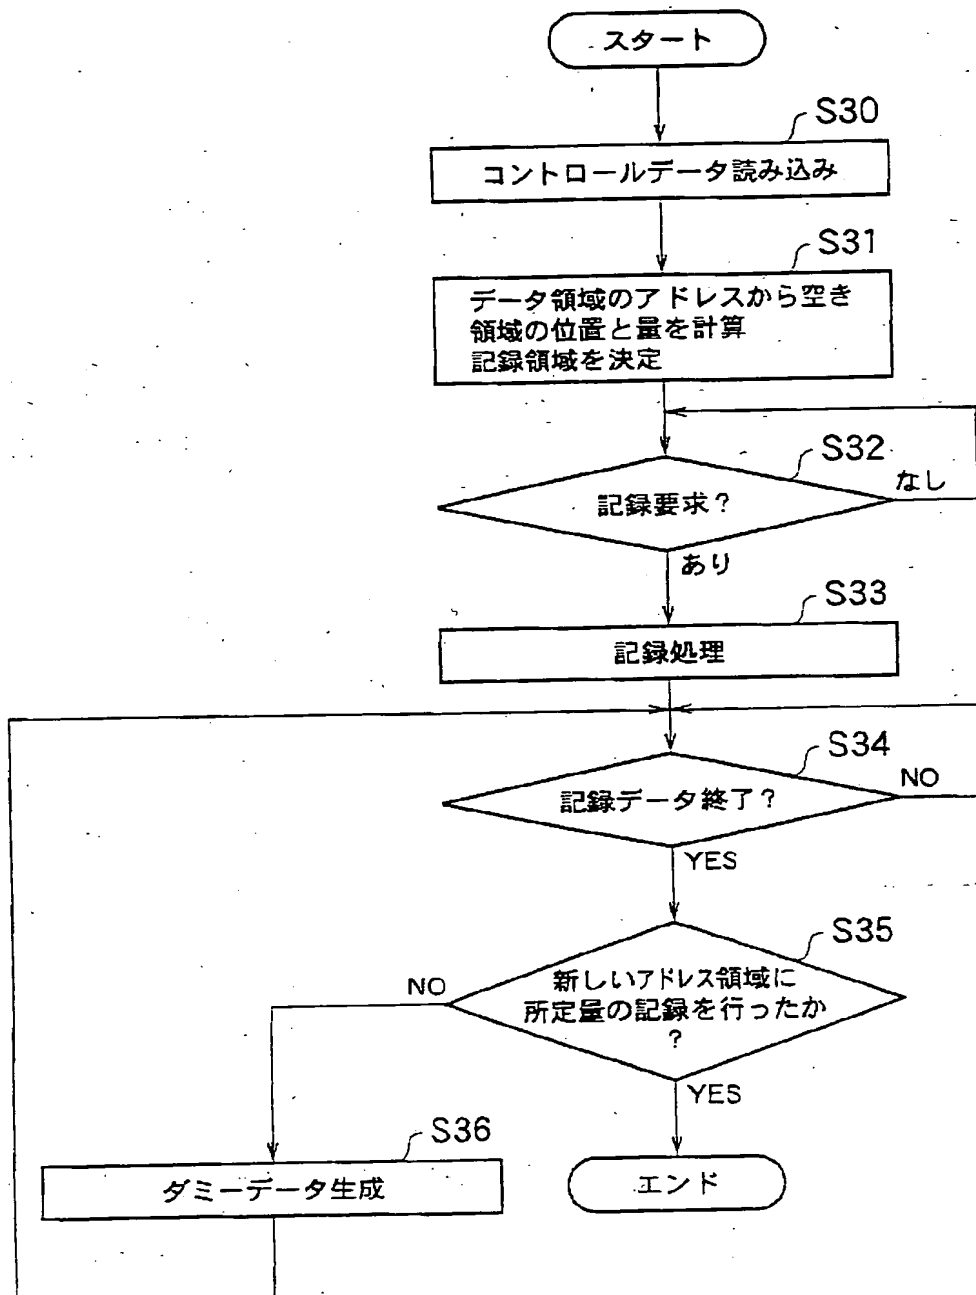 スタート
S30
コントロールデータ読み込み
S31
データ領域のアドレスから空き
領域の位置と量を計算
記録領域を決定
S32
記録要求？
なし
あり
S33
記録処理
S34
記録データ終了？
NO
YES
S35
新しいアドレス領域に
所定量の記録を行ったか
？
NO
YES
S36
ダミーデータ生成
エンド